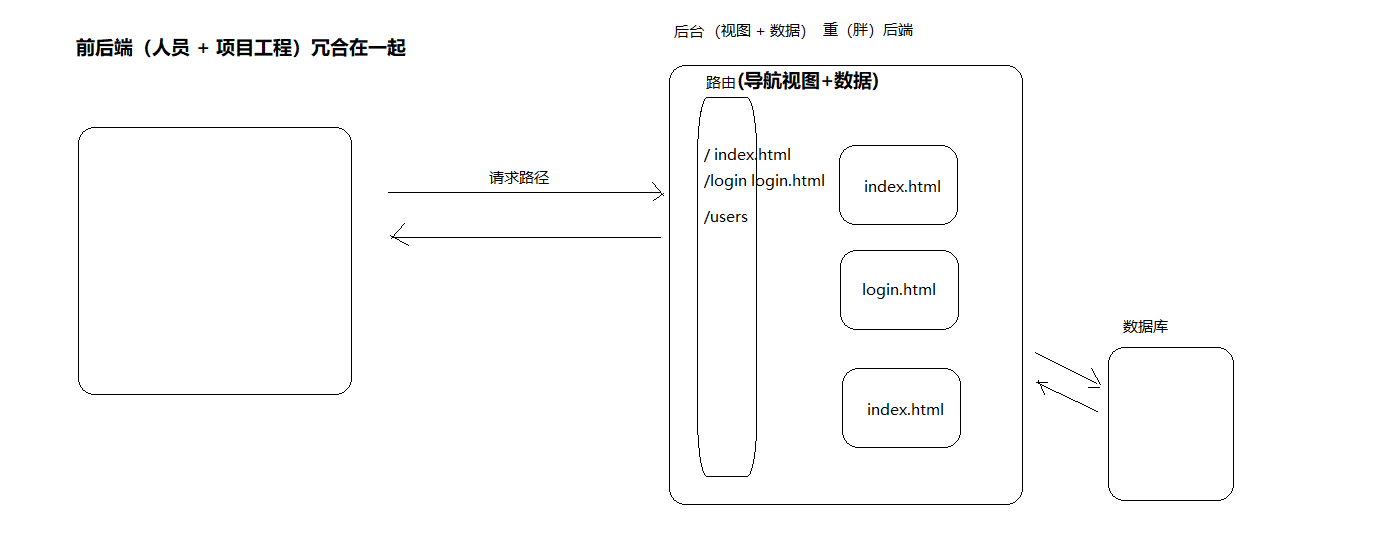 后台（视图 + 数据） 重（胖）后端
前后端（人员 + 项目工程）冗合在一起
路由(导航视图+数据)
/ index.html
/login login.html
/users
请求路径
index.html
login.html
index.html
数据库